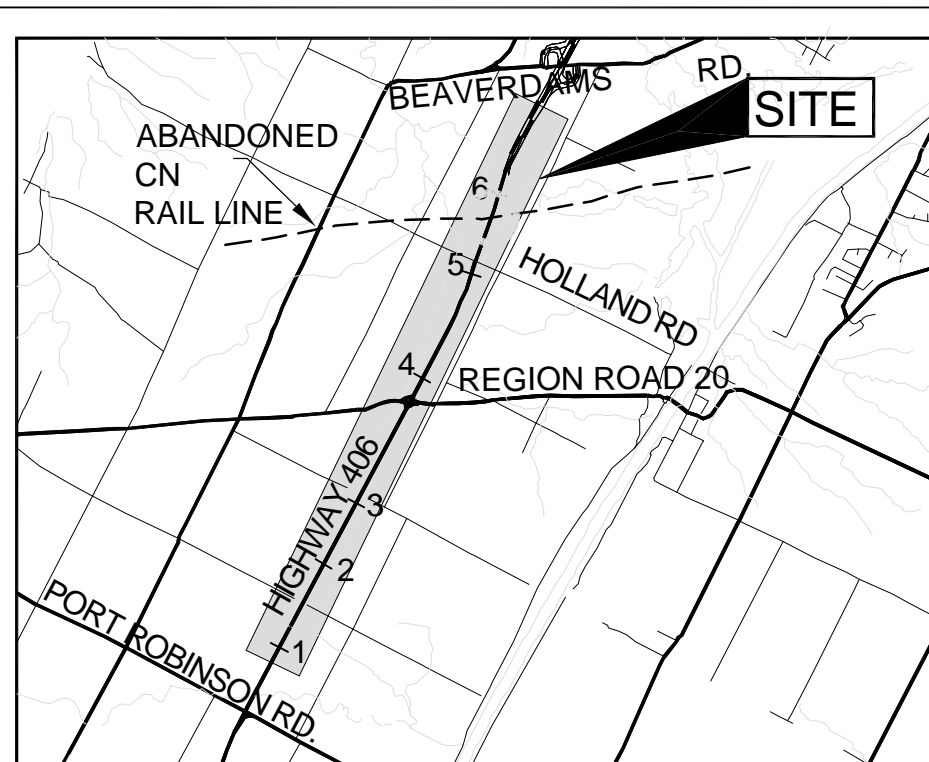 BEAVERDAMS RD.
SITE
ABANDONED
CN
RAIL LINE
6
5
HOLLAND RD
4
REGION ROAD 20
HIGHWAY 406
3
2
1
PORT ROBINSON RD.